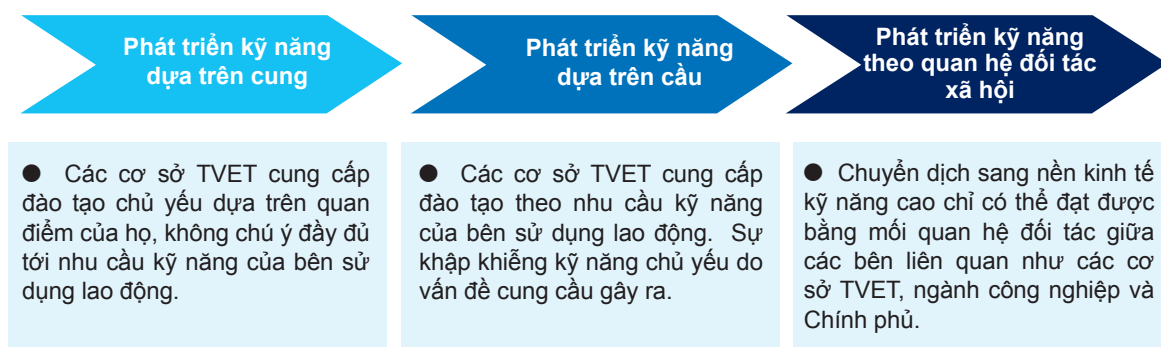 Phát triển kỹ năng
dựa trên cung
Phát triển kỹ năng
dựa trên cầu
Phát triển kỹ năng
theo quan hệ đối tác
xã hội
● Các cơ sở TVET cung cấp
đào tạo chủ yếu dựa trên quan
điểm của họ, không chú ý đầy đủ
tới nhu cầu kỹ năng của bên sử
dụng lao động.
● Các cơ sở TVET cung cấp
đào tạo theo nhu cầu kỹ năng
của bên sử dụng lao động. Sự
khập khiễng kỹ năng chủ yếu do
vấn đề cung cầu gây ra.
● Chuyển dịch sang nền kinh tế
kỹ năng cao chỉ có thể đạt được
bằng mối quan hệ đối tác giữa
các bên liên quan như các cơ
sở TVET, ngành công nghiệp và
Chính phủ.